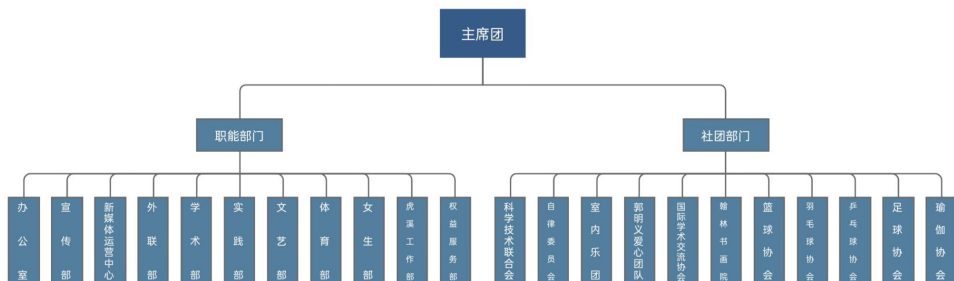 主席团
职能部门
社团部门
办公室
宣传部
新媒体运营中心
外联部
学术部
实践部
文艺部
体育部
女生部
虎溪工作部
权益服务部
科学技术联合会
自律委员会
室内乐团
郭明义爱心团队
国际学术交流协会
翰林书画院
篮球协会
羽毛球协会
乒乓球协会
足球协会
瑜伽协会